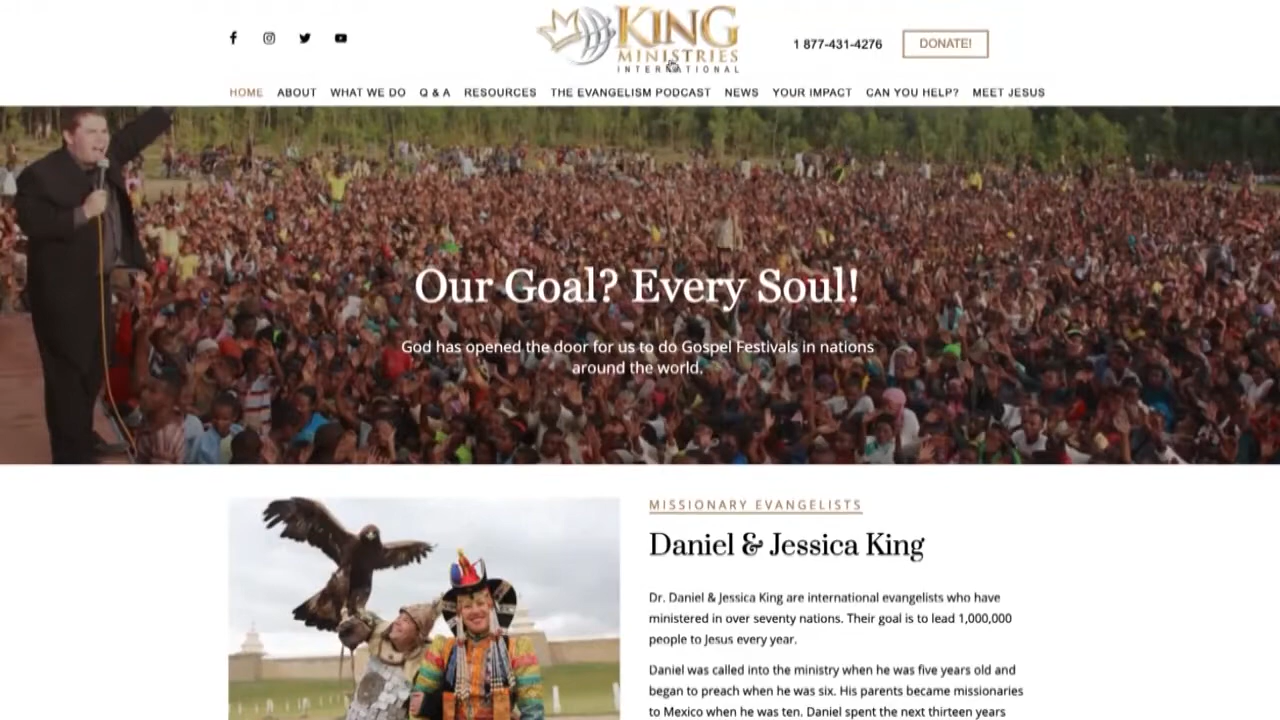 KING
MINISTRIES
INTERNATIONAL
1 877-431-4276
DONATE!
HOME ABOUT WHAT WE DO Q & A RESOURCES THE EVANGELISM PODCAST NEWS YOUR IMPACT CAN YOU HELP? MEET JESUS
Our Goal? Every Soul!
God has opened the door for us to do Gospel Festivals in nations
around the world.
MISSIONARY EVANGELISTS
Daniel & Jessica King
Dr. Daniel & Jessica King are international evangelists who have
ministered in over seventy nations. Their goal is to lead 1,000,000
people to Jesus every year.
Daniel was called into the ministry when he was five years old and
began to preach when he was six. His parents became missionaries
to Mexico when he was ten. Daniel spent the next thirteen years